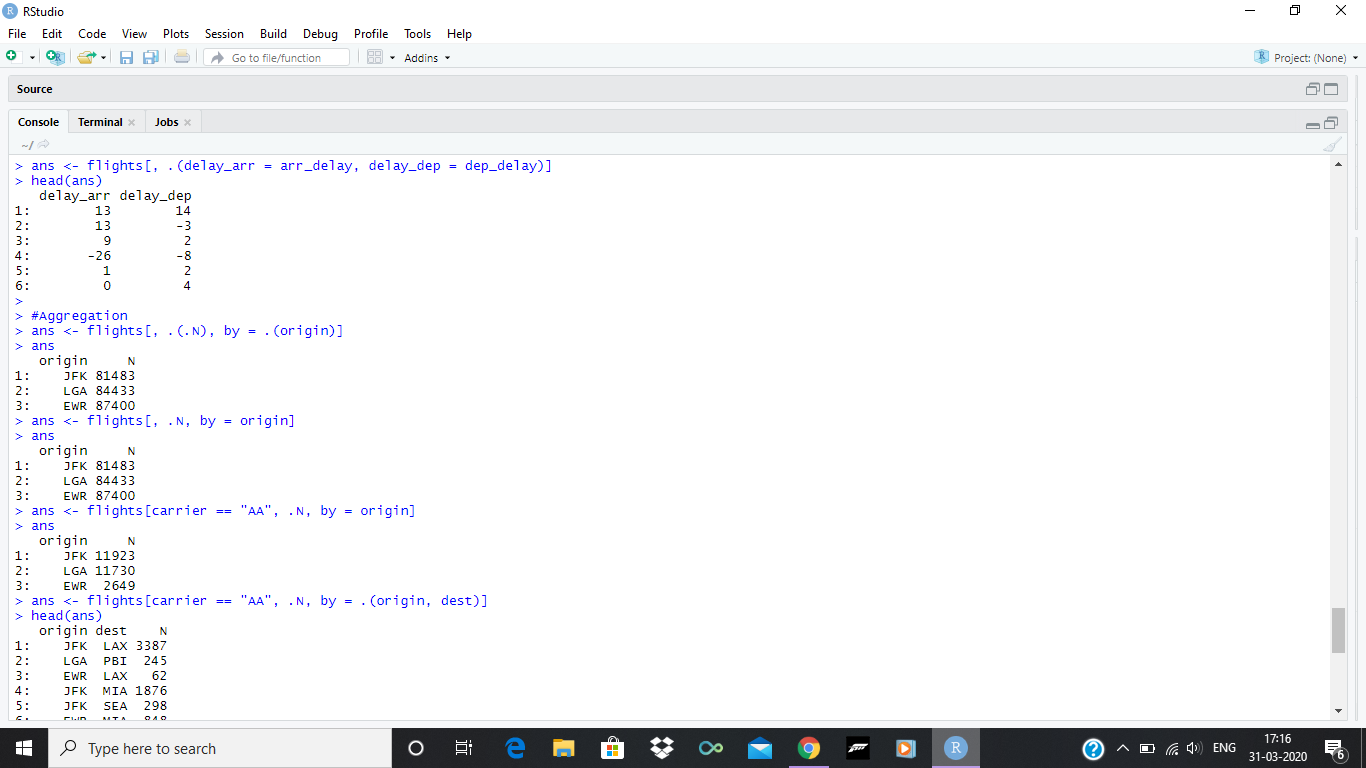 RStudio
File Edit Code View Plots Session Build Debug Profile Tools Help
Go to file/function Addins Project: (None)
Source
Console Terminal Jobs
~/
> ans <- flights[, .(delay_arr = arr_delay, delay_dep = dep_delay)]
> head(ans)
   delay_arr delay_dep
1:        13        14
2:        13        -3
3:         9         2
4:       -26        -8
5:         1         2
6:         0         4
>
> #Aggregation
> ans <- flights[, .(.N), by = .(origin)]
> ans
   origin     N
1:    JFK 81483
2:    LGA 84433
3:    EWR 87400
> ans <- flights[, .N, by = origin]
> ans
   origin     N
1:    JFK 81483
2:    LGA 84433
3:    EWR 87400
> ans <- flights[carrier == "AA", .N, by = origin]
> ans
   origin     N
1:    JFK 11923
2:    LGA 11730
3:    EWR  2649
> ans <- flights[carrier == "AA", .N, by = .(origin, dest)]
> head(ans)
   origin dest    N
1:    JFK  LAX 3387
2:    LGA  PBI  245
3:    EWR  LAX   62
4:    JFK  MIA 1876
5:    JFK  SEA  298
6:    EWR  MIA  848
Type here to search
ENG
17:16
31-03-2020
6